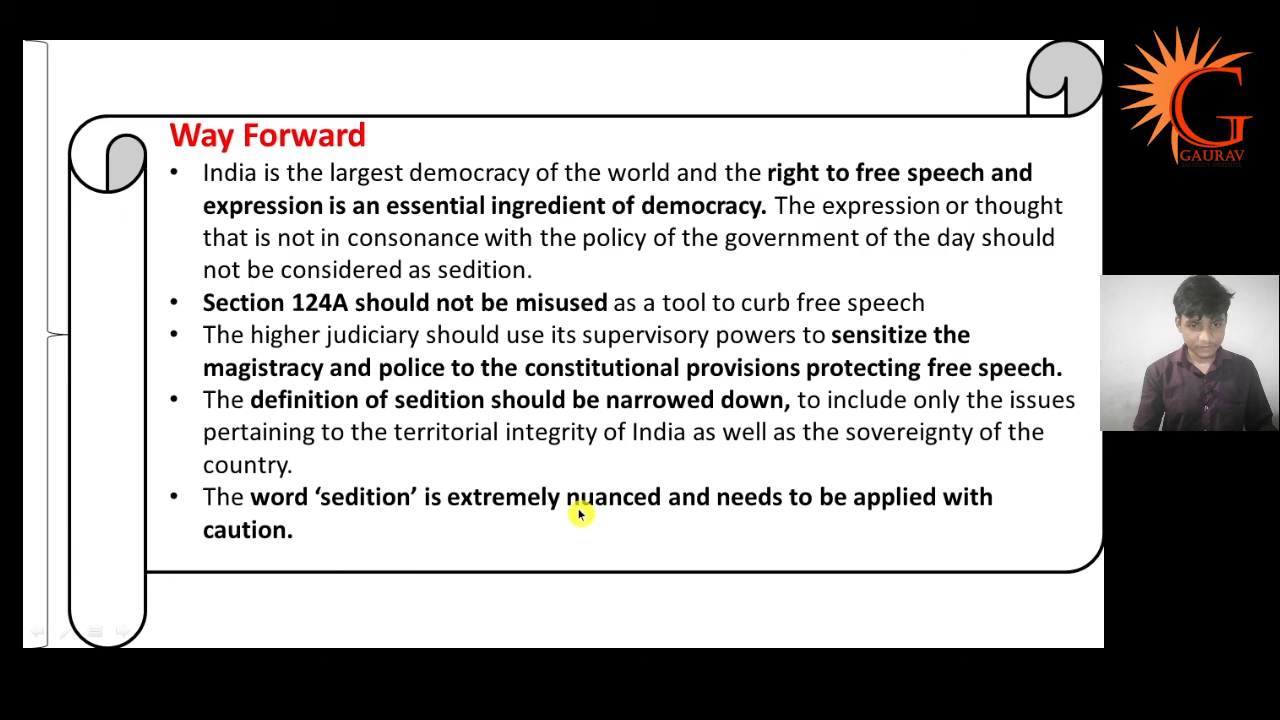 Way Forward
• India is the largest democracy of the world and the right to free speech and
expression is an essential ingredient of democracy. The expression or thought
that is not in consonance with the policy of the government of the day should
not be considered as sedition.
• Section 124A should not be misused as a tool to curb free speech
• The higher judiciary should use its supervisory powers to sensitize the
magistracy and police to the constitutional provisions protecting free speech.
• The definition of sedition should be narrowed down, to include only the issues
pertaining to the territorial integrity of India as well as the sovereignty of the
country.
• The word ‘sedition’ is extremely nuanced and needs to be applied with
caution.
G
GAURAV